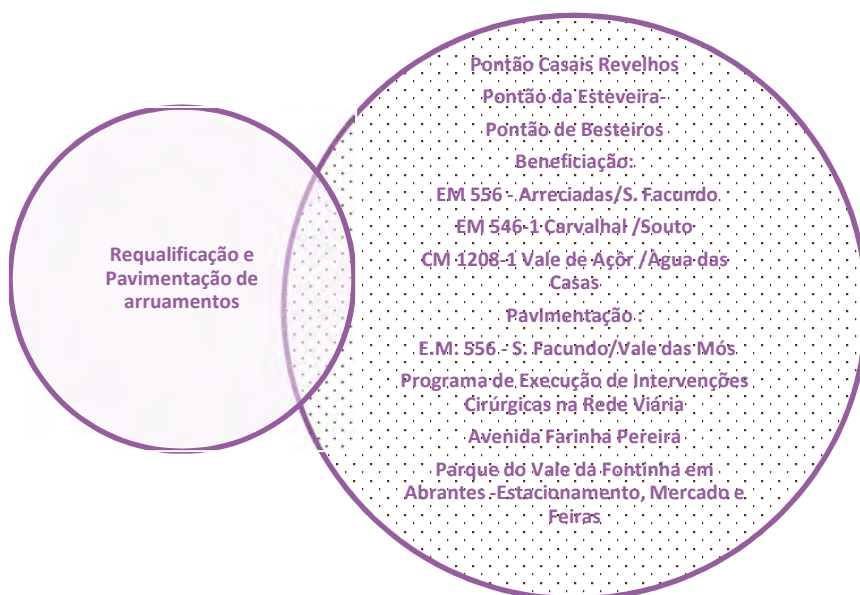 Requalificação e
Pavimentação de
arruamentos
Pontão Casais Revelhos
Pontão da Esteveira-
Pontão de Besteiros
Beneficiação:
EM 556 - Arreciadas/S. Facundo
EM 546-1 Carvalhal /Souto
CM 1208-1 Vale de Açôr /Àgua das
Casas
Pavimentação :
E.M. 556 - S. Facundo/Vale das Mós
Programa de Execução de Intervenções
Cirúrgicas na Rede Viária
Avenida Farinha Pereira
Parque do Vale da Fontinha em
Abrantes -Estacionamento, Mercado e
Feiras